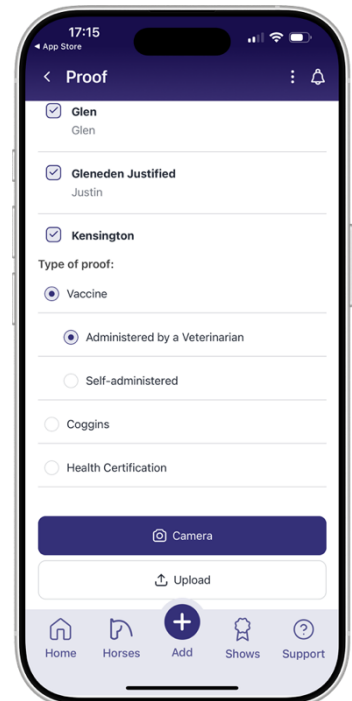 17:15
App Store
Proof
Glen
Glen
Gleneden Justified
Justin
Kensington
Type of proof:
Vaccine
Administered by a Veterinarian
Self-administered
Coggins
Health Certification
Camera
Upload
Home
Horses
Add
Shows
Support